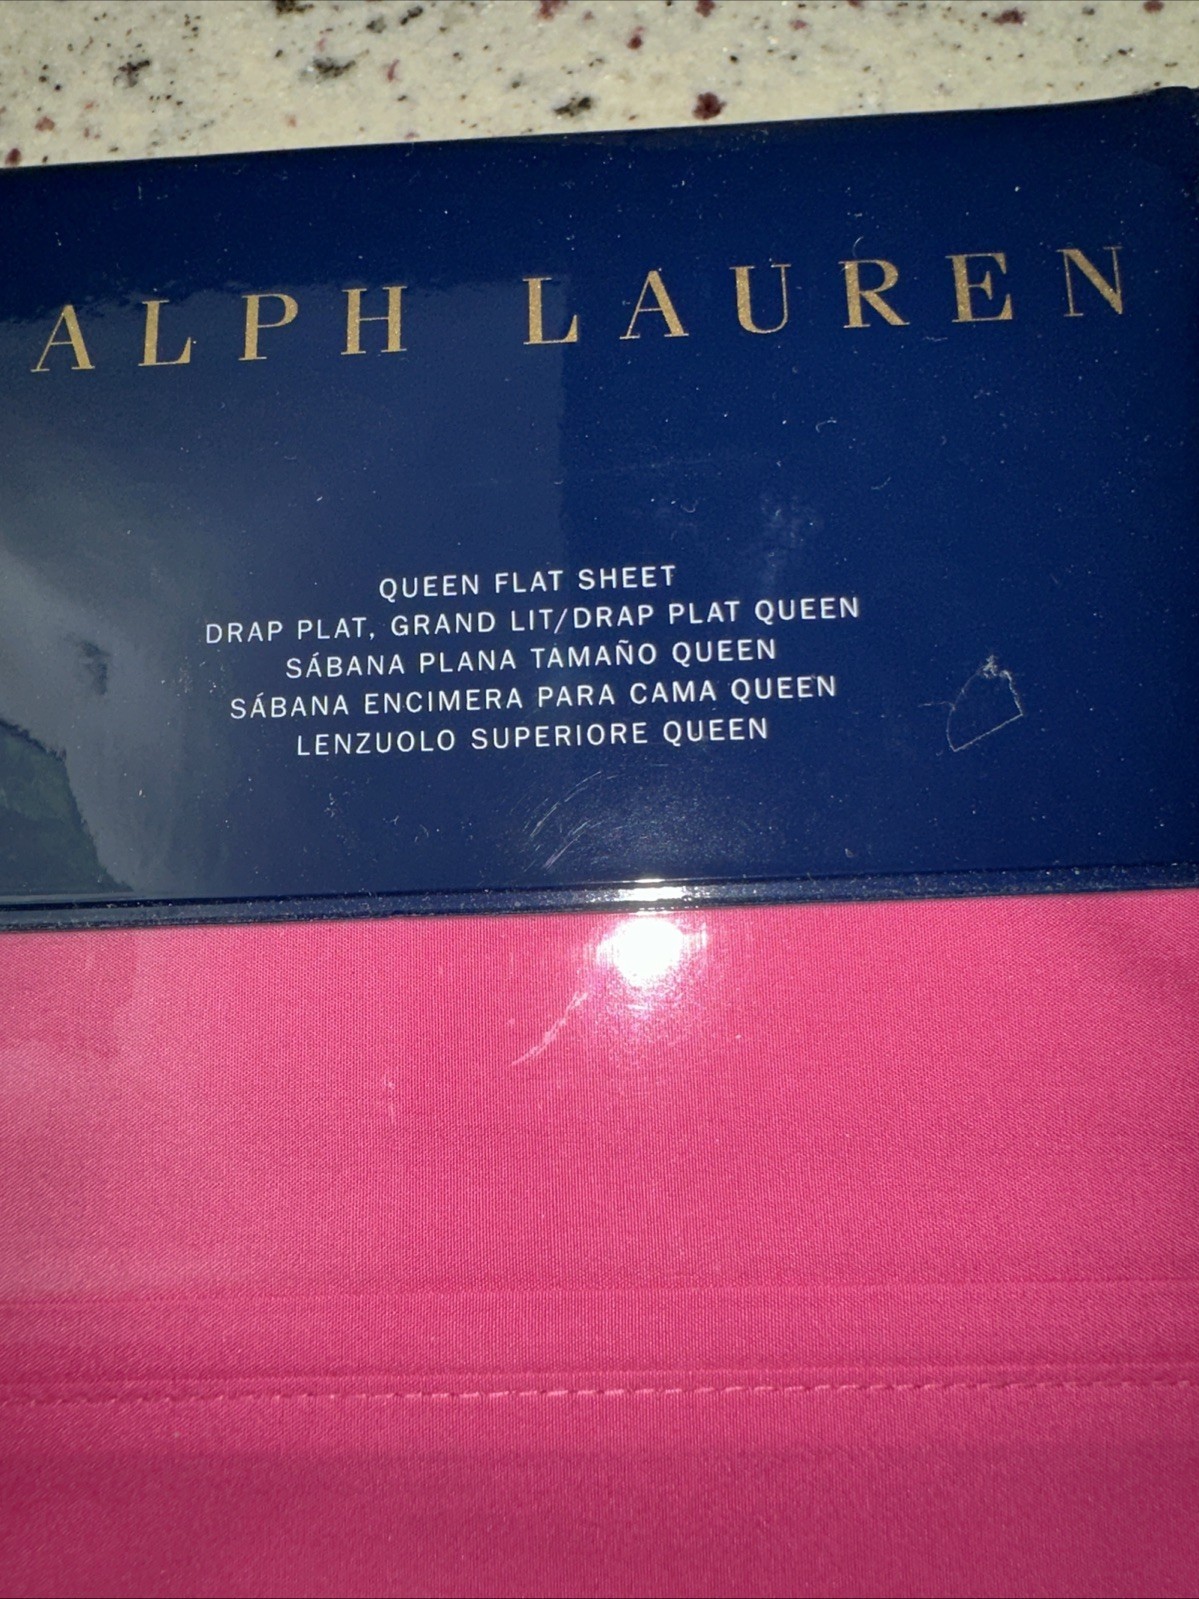 ALPH LAUREN
QUEEN FLAT SHEET
DRAP PLAT, GRAND LIT/DRAP PLAT QUEEN
SÁBANA PLANA TAMAÑO QUEEN
SÁBANA ENCIMERA PARA CAMA QUEEN
LENZUOLO SUPERIORE QUEEN